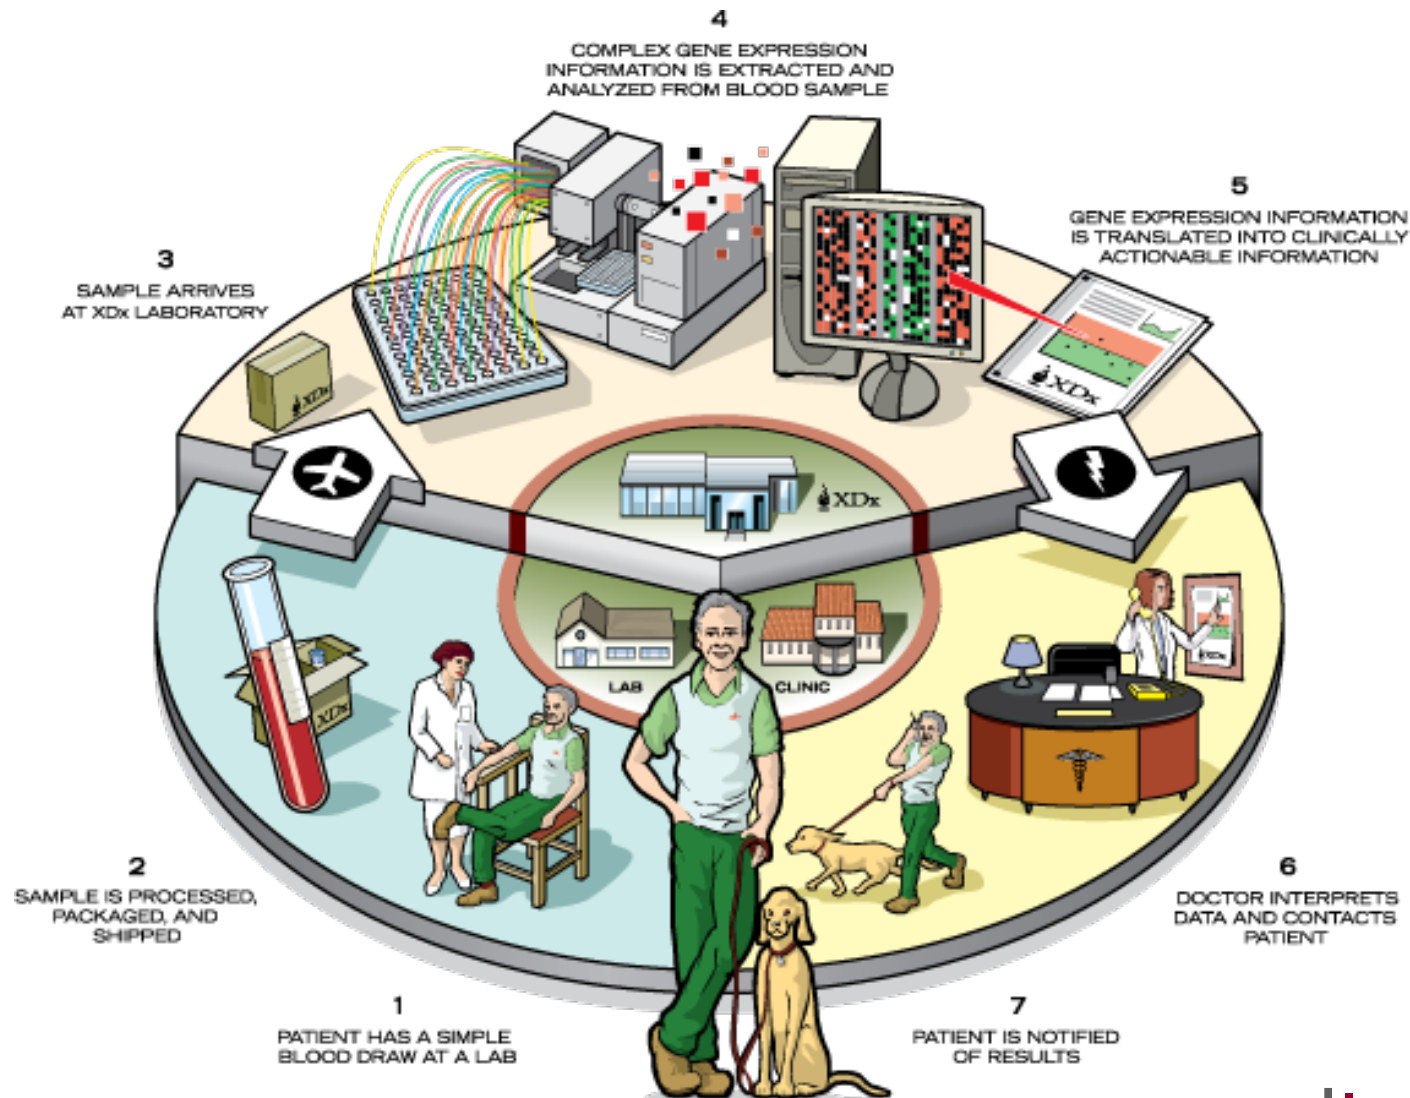 4
COMPLEX GENE EXPRESSION
INFORMATION IS EXTRACTED AND
ANALYZED FROM BLOOD SAMPLE
5
GENE EXPRESSION INFORMATION
IS TRANSLATED INTO CLINICALLY
ACTIONABLE INFORMATION
3
SAMPLE ARRIVES
AT XDx LABORATORY
XDx
XDx
XDx
LAB
CLINIC
XDx
XDx
2
SAMPLE IS PROCESSED,
PACKAGED, AND
SHIPPED
6
DOCTOR INTERPRETS
DATA AND CONTACTS
PATIENT
1
PATIENT HAS A SIMPLE
BLOOD DRAW AT A LAB
7
PATIENT IS NOTIFIED
OF RESULTS